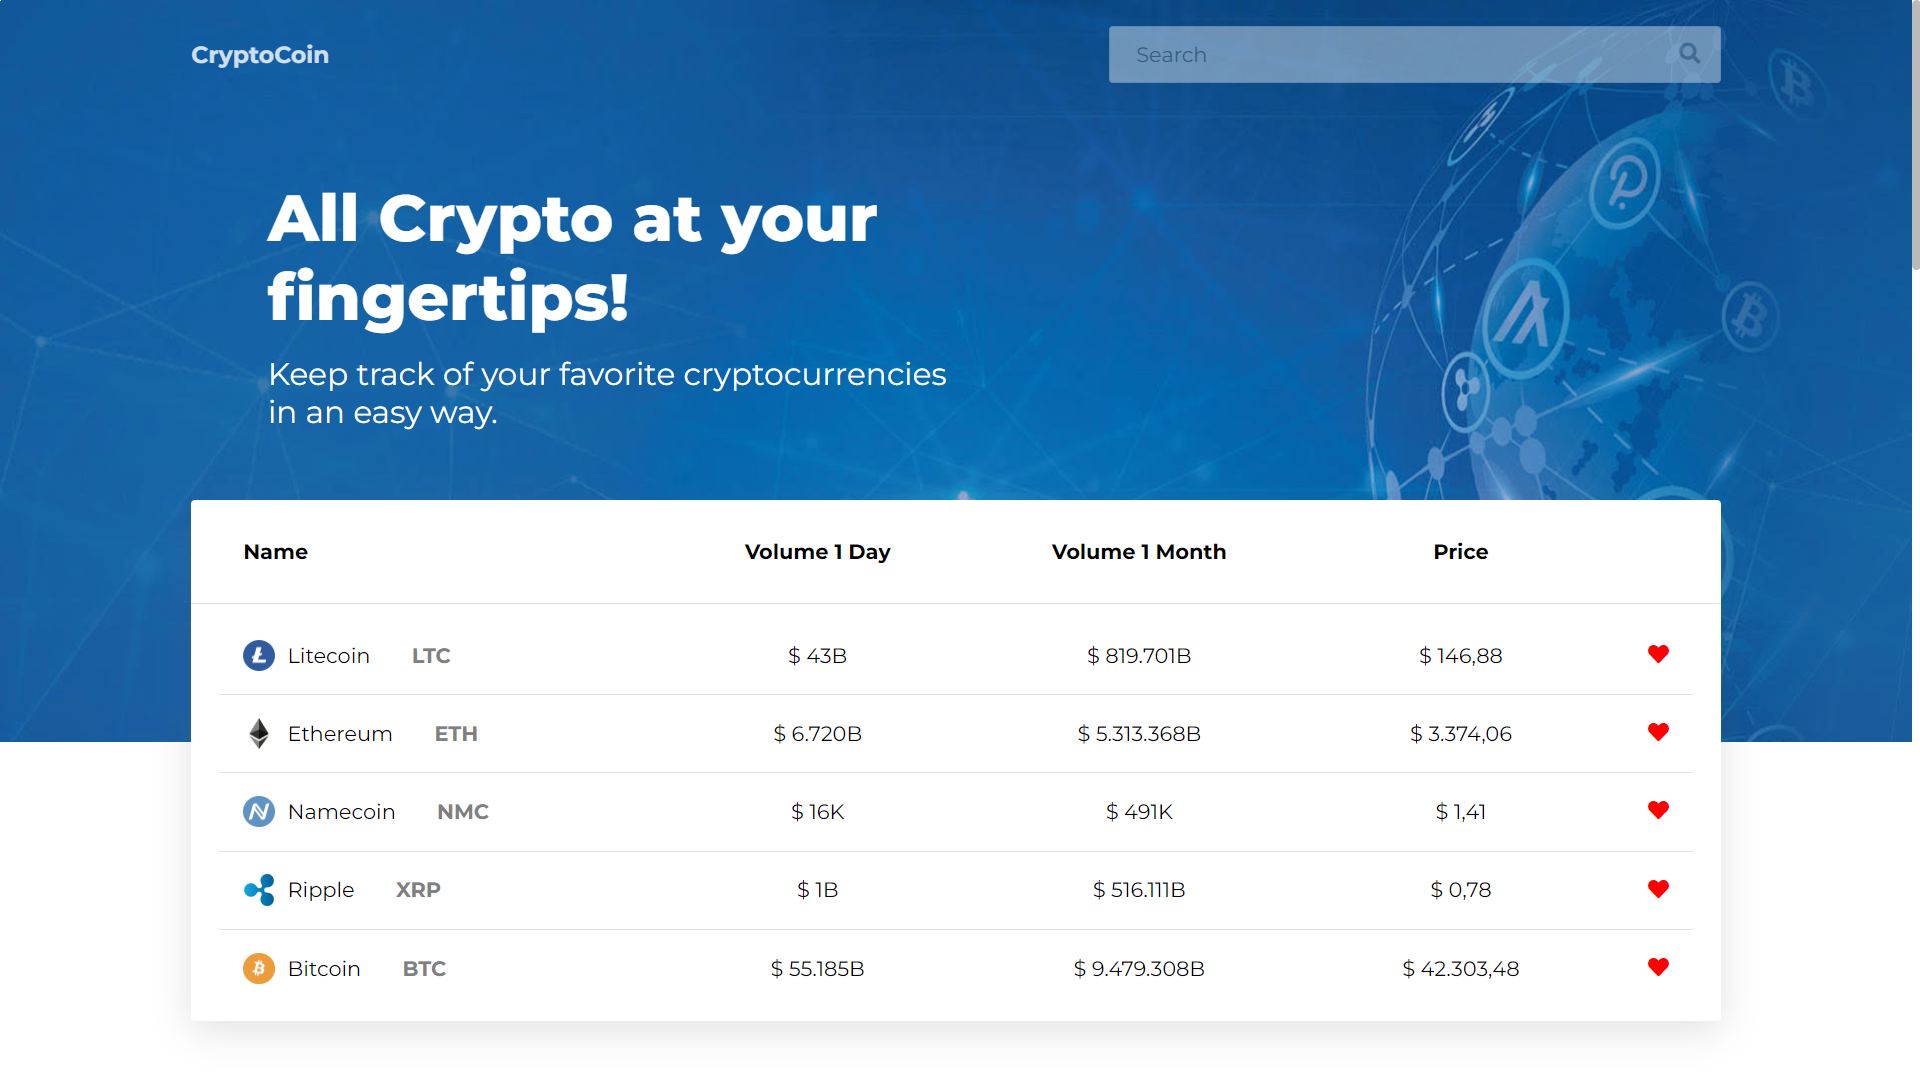 CryptoCoin
Search
All Crypto at your
fingertips!
Keep track of your favorite cryptocurrencies
in an easy way.
Name Volume 1 Day Volume 1 Month Price
Litecoin LTC $ 43B $ 819.701B $ 146,88
Ethereum ETH $ 6.720B $ 5.313.368B $ 3.374,06
Namecoin NMC $ 16K $ 491K $ 1,41
Ripple XRP $ 1B $ 516.111B $ 0,78
Bitcoin BTC $ 55.185B $ 9.479.308B $ 42.303,48